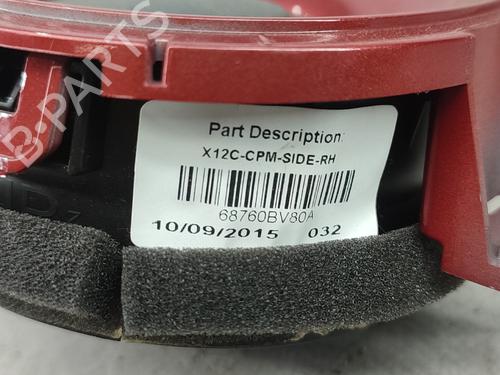 B-PARTS
Part Description:
X12C-CPM-SIDE-RH
68760BV80A
10/09/2015 032